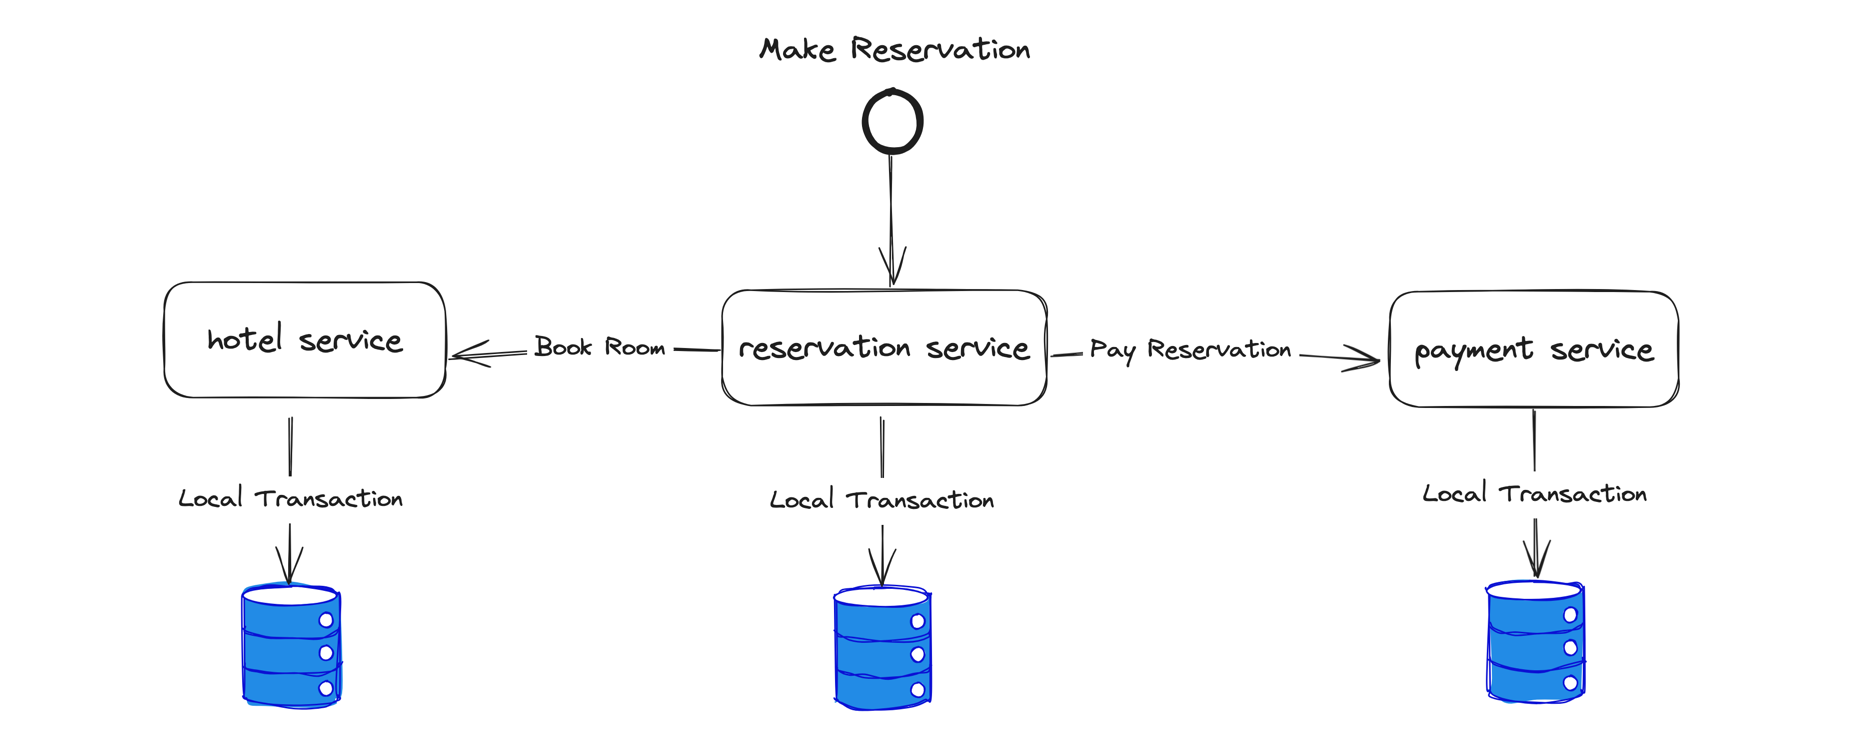 Make Reservation
hotel service
Book Room
reservation service
Pay Reservation
payment service
Local Transaction
Local Transaction
Local Transaction